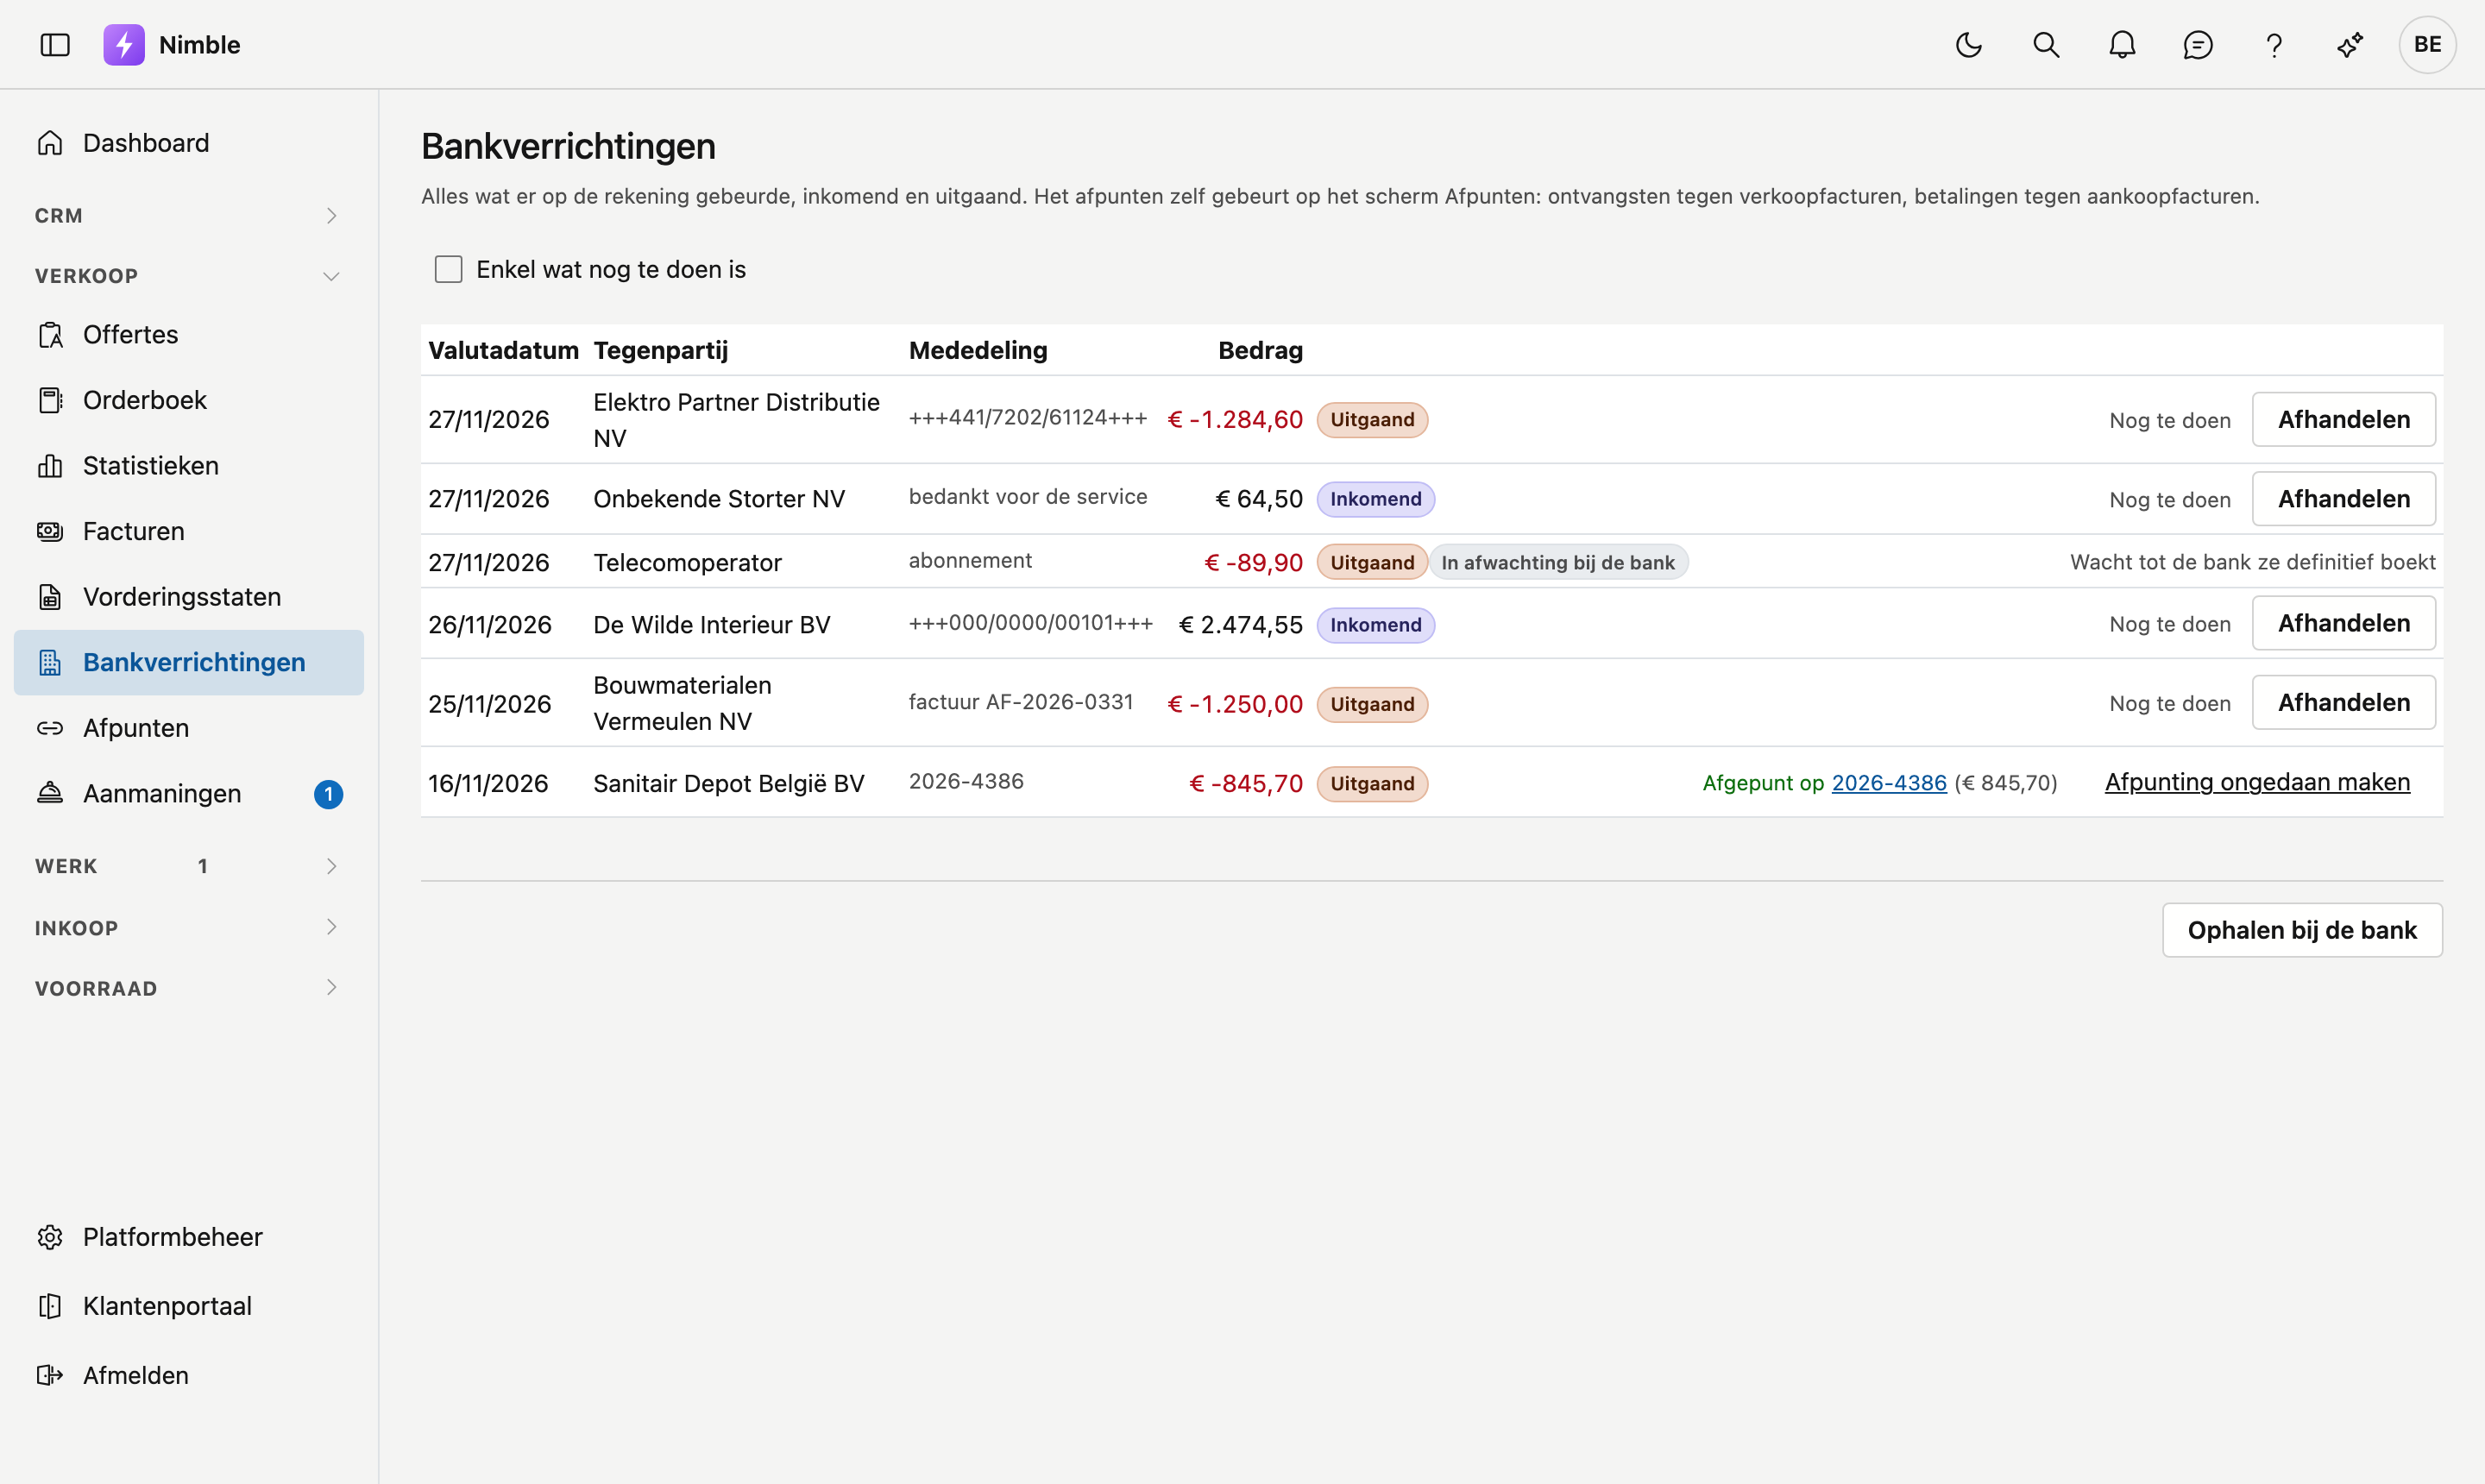 Nimble
BE
Dashboard
CRM
VERKOOP
Offertes
Orderboek
Statistieken
Facturen
Vorderingsstaten
Bankverrichtingen
Afpunten
Aanmaningen 1
WERK 1
INKOOP
VOORRAAD
Platformbeheer
Klantenportaal
Afmelden
Bankverrichtingen
Alles wat er op de rekening gebeurde, inkomend en uitgaand. Het afpunten zelf gebeurt op het scherm Afpunten: ontvangsten tegen verkoopfacturen, betalingen tegen aankoopfacturen.
Enkel wat nog te doen is
Valutadatum Tegenpartij Mededeling Bedrag
27/11/2026 Elektro Partner Distributie NV +++441/7202/61124+++ € -1.284,60 Uitgaand Nog te doen Afhandelen
27/11/2026 Onbekende Storter NV bedankt voor de service € 64,50 Inkomend Nog te doen Afhandelen
27/11/2026 Telecomoperator abonnement € -89,90 Uitgaand In afwachting bij de bank Wacht tot de bank ze definitief boekt
26/11/2026 De Wilde Interieur BV +++000/0000/00101+++ € 2.474,55 Inkomend Nog te doen Afhandelen
25/11/2026 Bouwmaterialen Vermeulen NV factuur AF-2026-0331 € -1.250,00 Uitgaand Nog te doen Afhandelen
16/11/2026 Sanitair Depot België BV 2026-4386 € -845,70 Uitgaand Afgepunt op 2026-4386 (€ 845,70) Afpunting ongedaan maken
Ophalen bij de bank